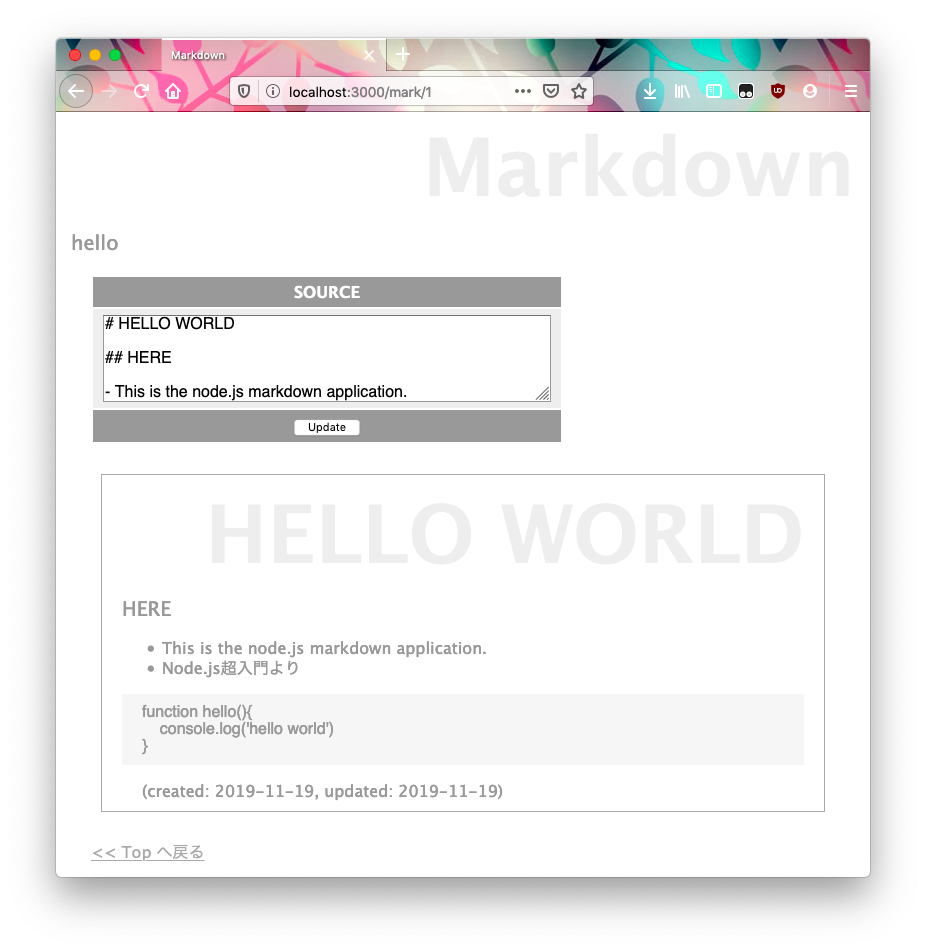 Markdown
localhost:3000/mark/1
Markdown
hello
SOURCE
# HELLO WORLD
## HERE
- This is the node.js markdown application.
Update
HELLO WORLD
HERE
• This is the node.js markdown application.
• Node.js超入門より
function hello(){
    console.log('hello world')
}
(created: 2019-11-19, updated: 2019-11-19)
<< Top へ戻る